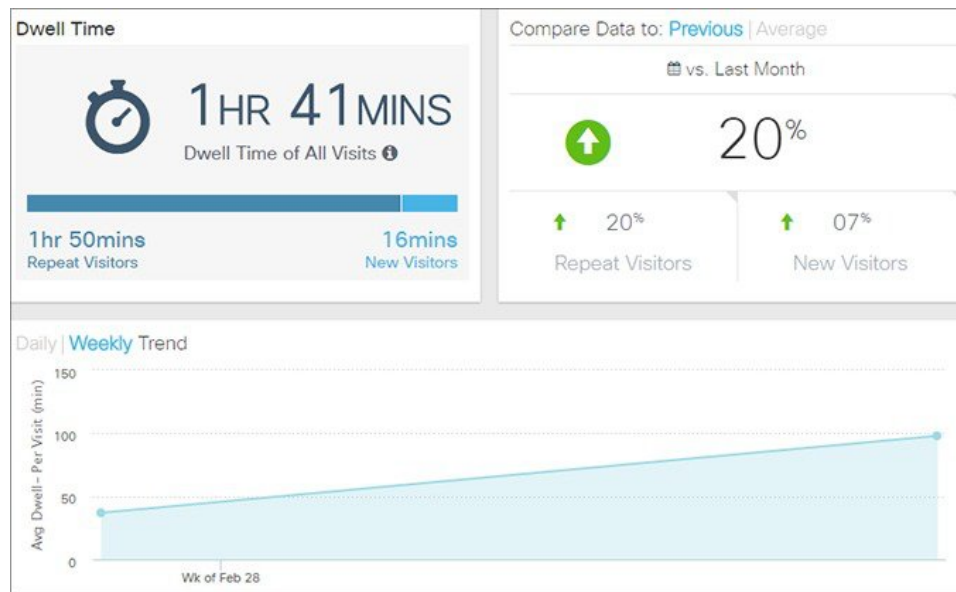 Dwell Time
1HR 41MINS
Dwell Time of All Visits
1hr 50mins
Repeat Visitors
16mins
New Visitors
Compare Data to: Previous | Average
vs. Last Month
20%
20%
Repeat Visitors
07%
New Visitors
Daily | Weekly Trend
Avg Dwell - Per Visit (min)
150
100
50
0
Wk of Feb 28